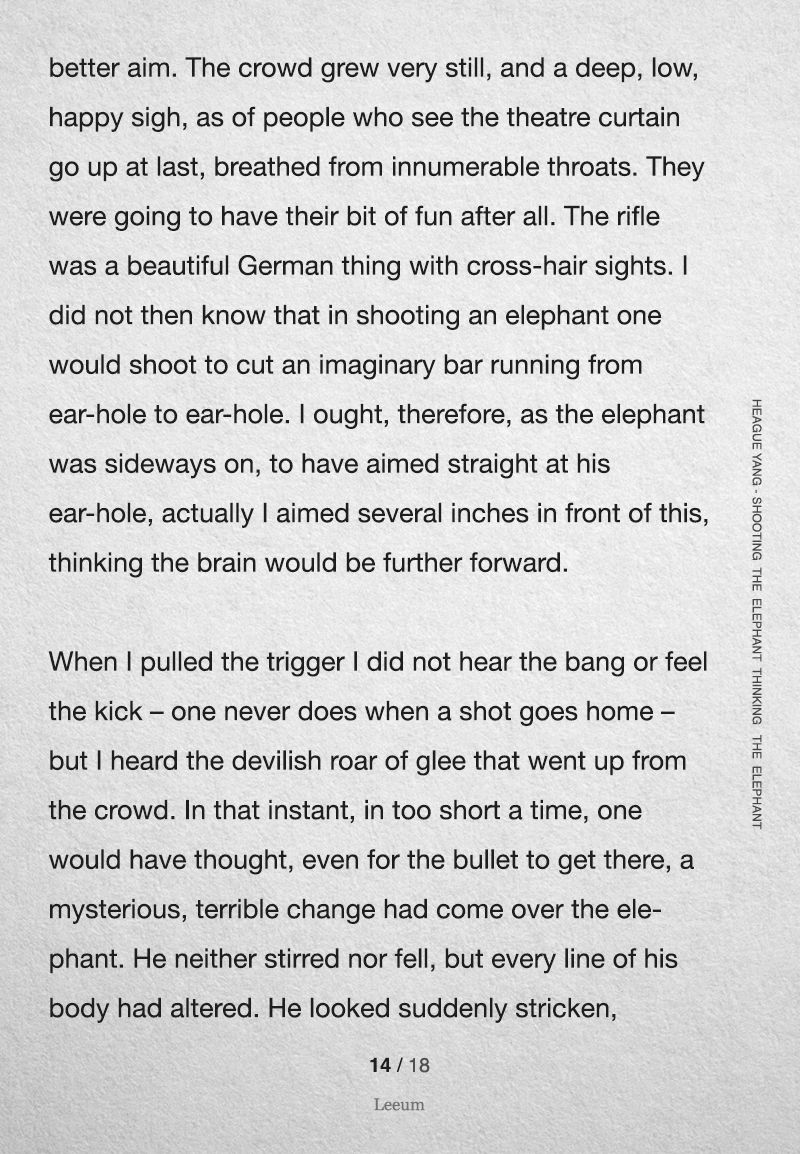 better aim. The crowd grew very still, and a deep, low,
happy sigh, as of people who see the theatre curtain
go up at last, breathed from innumerable throats. They
were going to have their bit of fun after all. The rifle
was a beautiful German thing with cross-hair sights. I
did not then know that in shooting an elephant one
would shoot to cut an imaginary bar running from
ear-hole to ear-hole. I ought, therefore, as the elephant
was sideways on, to have aimed straight at his
ear-hole, actually I aimed several inches in front of this,
thinking the brain would be further forward.
When I pulled the trigger I did not hear the bang or feel
the kick – one never does when a shot goes home –
but I heard the devilish roar of glee that went up from
the crowd. In that instant, in too short a time, one
would have thought, even for the bullet to get there, a
mysterious, terrible change had come over the ele-
phant. He neither stirred nor fell, but every line of his
body had altered. He looked suddenly stricken,
HEAGUE YANG - SHOOTING THE ELEPHANT THINKING THE ELEPHANT
14 / 18
Leeum